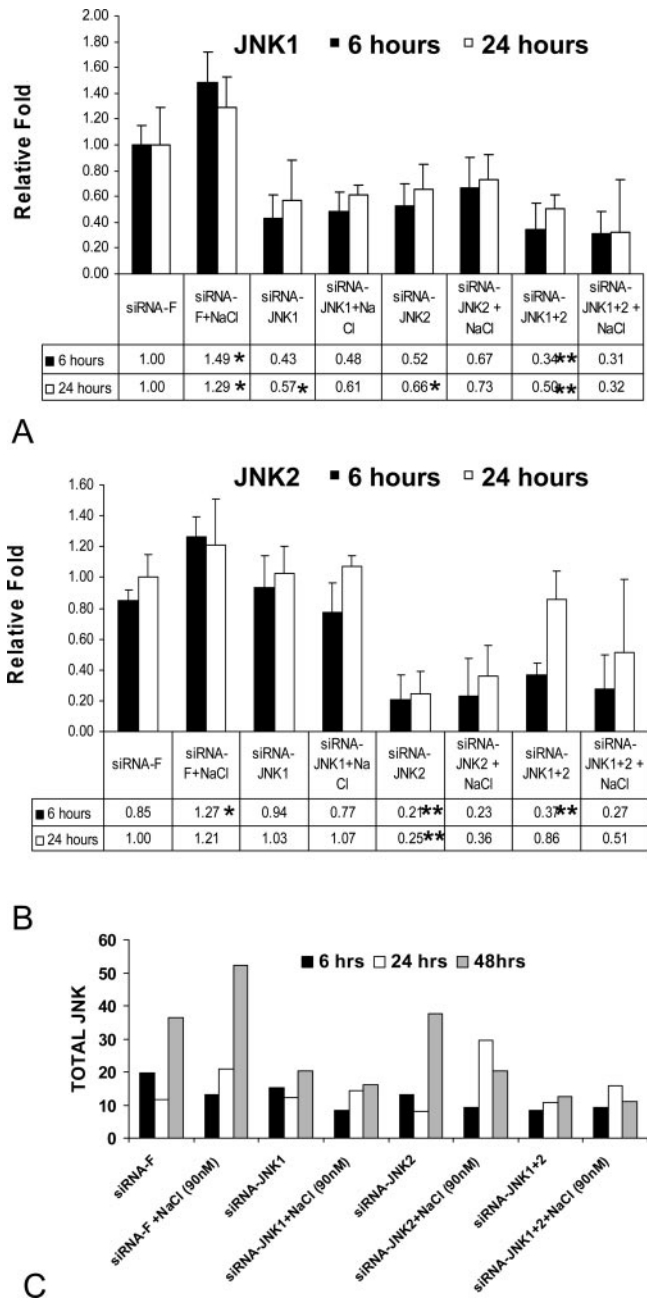 JNK1 6 hours 24 hours
Relative Fold
2.00
1.80
1.60
1.40
1.20
1.00
0.80
0.60
0.40
0.20
0.00
siRNA-F siRNA-F+NaCl siRNA-JNK1 siRNA-JNK1+NaCl siRNA-JNK2 siRNA-JNK2 + NaCl siRNA-JNK1+2 siRNA-JNK1+2 + NaCl
6 hours 1.00 1.49 * 0.43 0.48 0.52 0.67 0.34** 0.31
24 hours 1.00 1.29 * 0.57 * 0.61 0.66 * 0.73 0.50** 0.32
A
JNK2 6 hours 24 hours
Relative Fold
1.60
1.40
1.20
1.00
0.80
0.60
0.40
0.20
0.00
siRNA-F siRNA-F+NaCl siRNA-JNK1 siRNA-JNK1+NaCl siRNA-JNK2 siRNA-JNK2 + NaCl siRNA-JNK1+2 siRNA-JNK1+2 + NaCl
6 hours 0.85 1.27 * 0.94 0.77 0.21** 0.23 0.37** 0.27
24 hours 1.00 1.21 1.03 1.07 0.25** 0.36 0.86 0.51
B
6 hrs 24 hrs 48hrs
TOTAL JNK
60
50
40
30
20
10
0
siRNA-F
siRNA-F +NaCl (90nM)
siRNA-JNK1
siRNA-JNK1+NaCl (90nM)
siRNA-JNK2
siRNA-JNK2+NaCl (90nM)
siRNA-JNK1+2
siRNA-JNK1+2+NaCl (90nM)
C